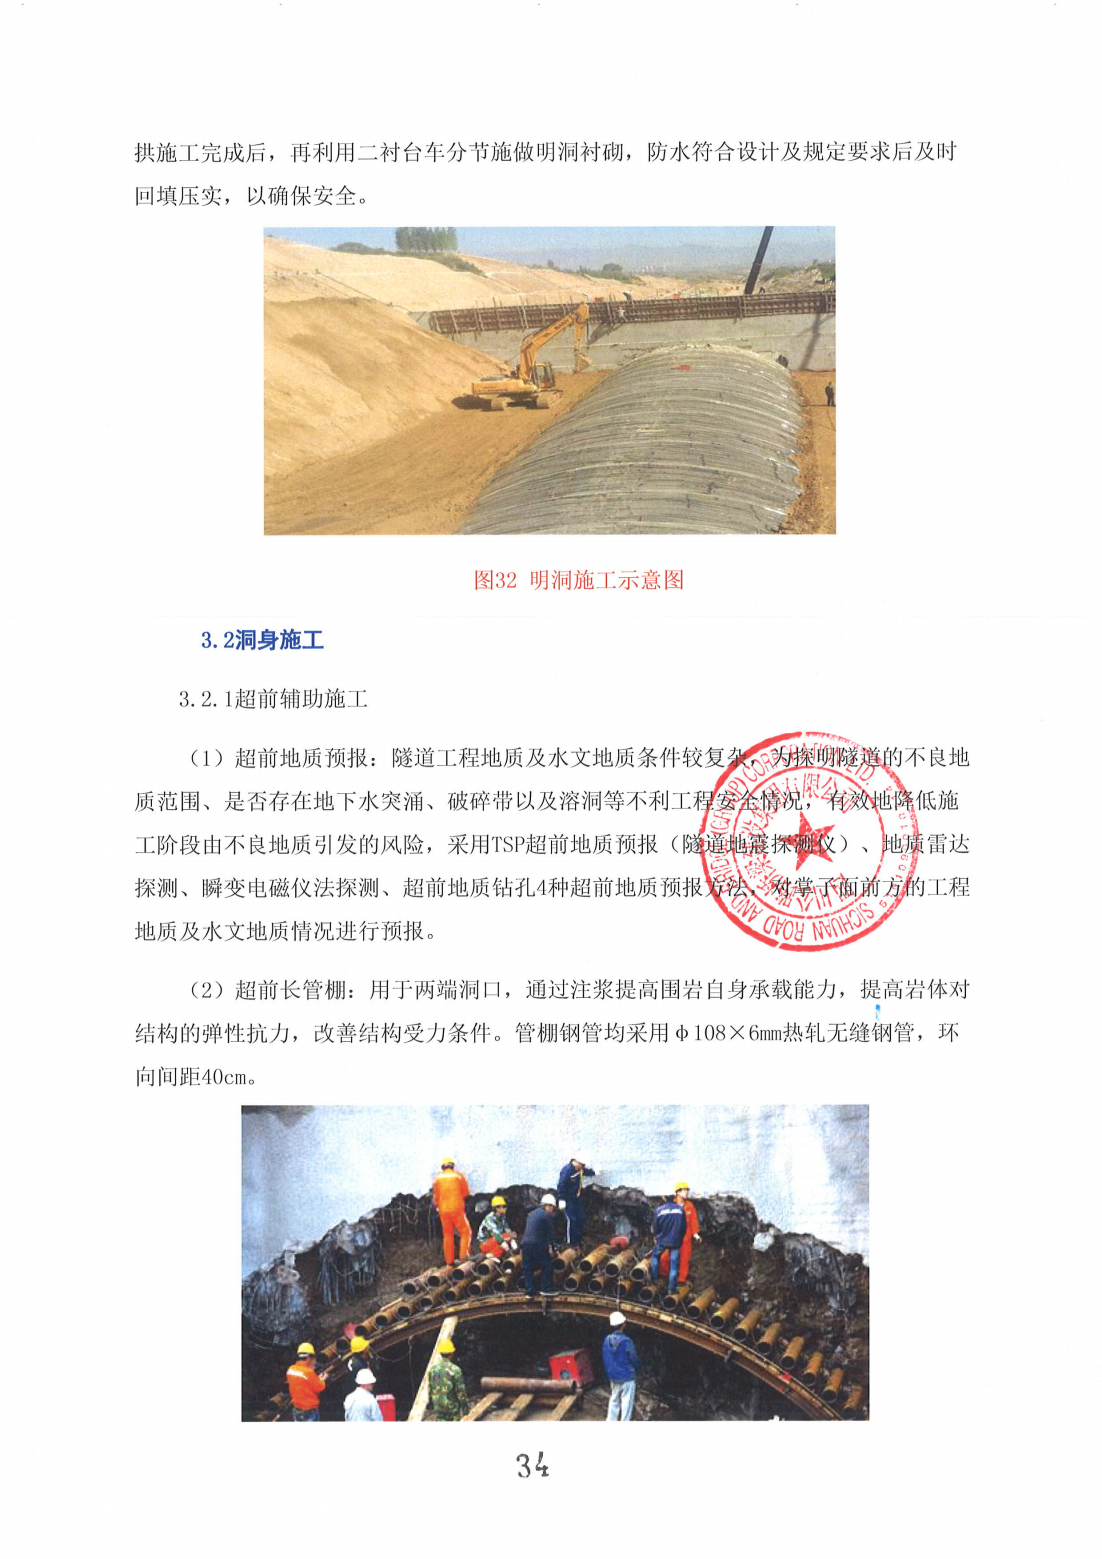 拱施工完成后，再利用二衬台车分节施做明洞衬砌，防水符合设计及规定要求后及时
回填压实，以确保安全。
图32 明洞施工示意图
3.2洞身施工
3.2.1超前辅助施工
（1）超前地质预报：隧道工程地质及水文地质条件较复杂，为探明隧道的不良地
质范围、是否存在地下水突涌、破碎带以及溶洞等不利工程安全情况，有效地降低施
工阶段由不良地质引发的风险，采用TSP超前地质预报（隧道地震探测仪）、地质雷达
探测、瞬变电磁仪法探测、超前地质钻孔4种超前地质预报方法，对掌子面前方的工程
地质及水文地质情况进行预报。
SICHUAN ROAD AND BRIDGE (GROUP) CORPORATION LTD.
（2）超前长管棚：用于两端洞口，通过注浆提高围岩自身承载能力，提高岩体对
结构的弹性抗力，改善结构受力条件。管棚钢管均采用φ108×6mm热轧无缝钢管，环
向间距40cm。
34